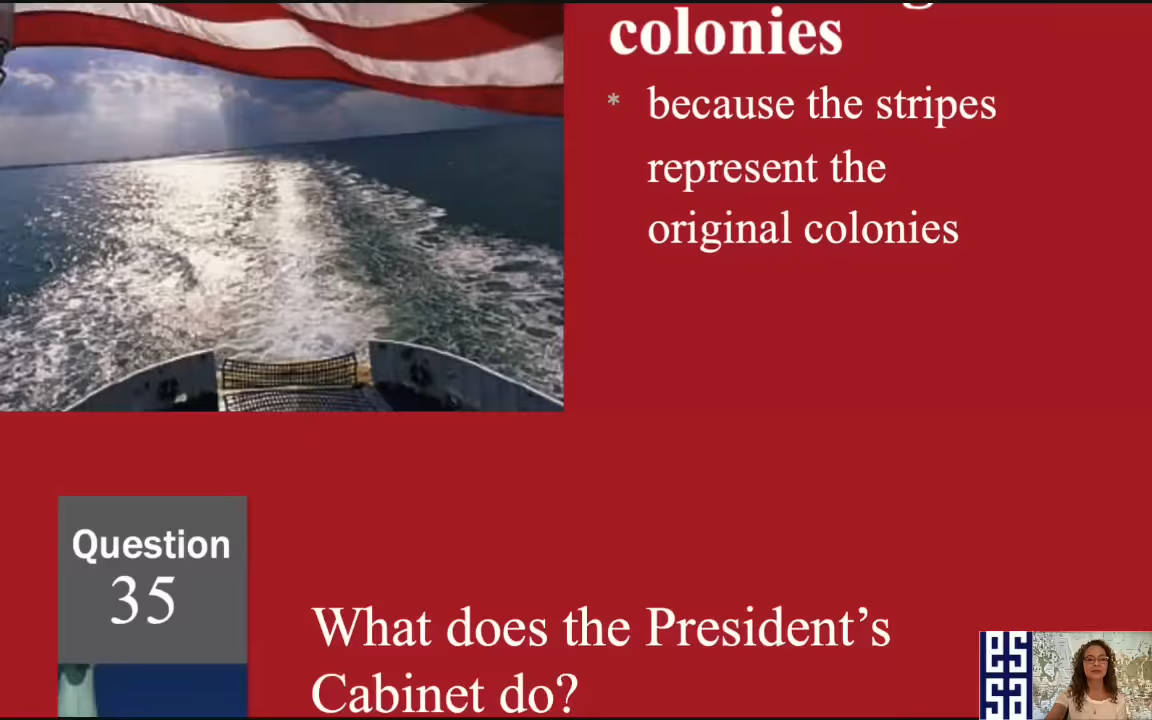 colonies
* because the stripes
represent the
original colonies
Question
35
What does the President's
Cabinet do?